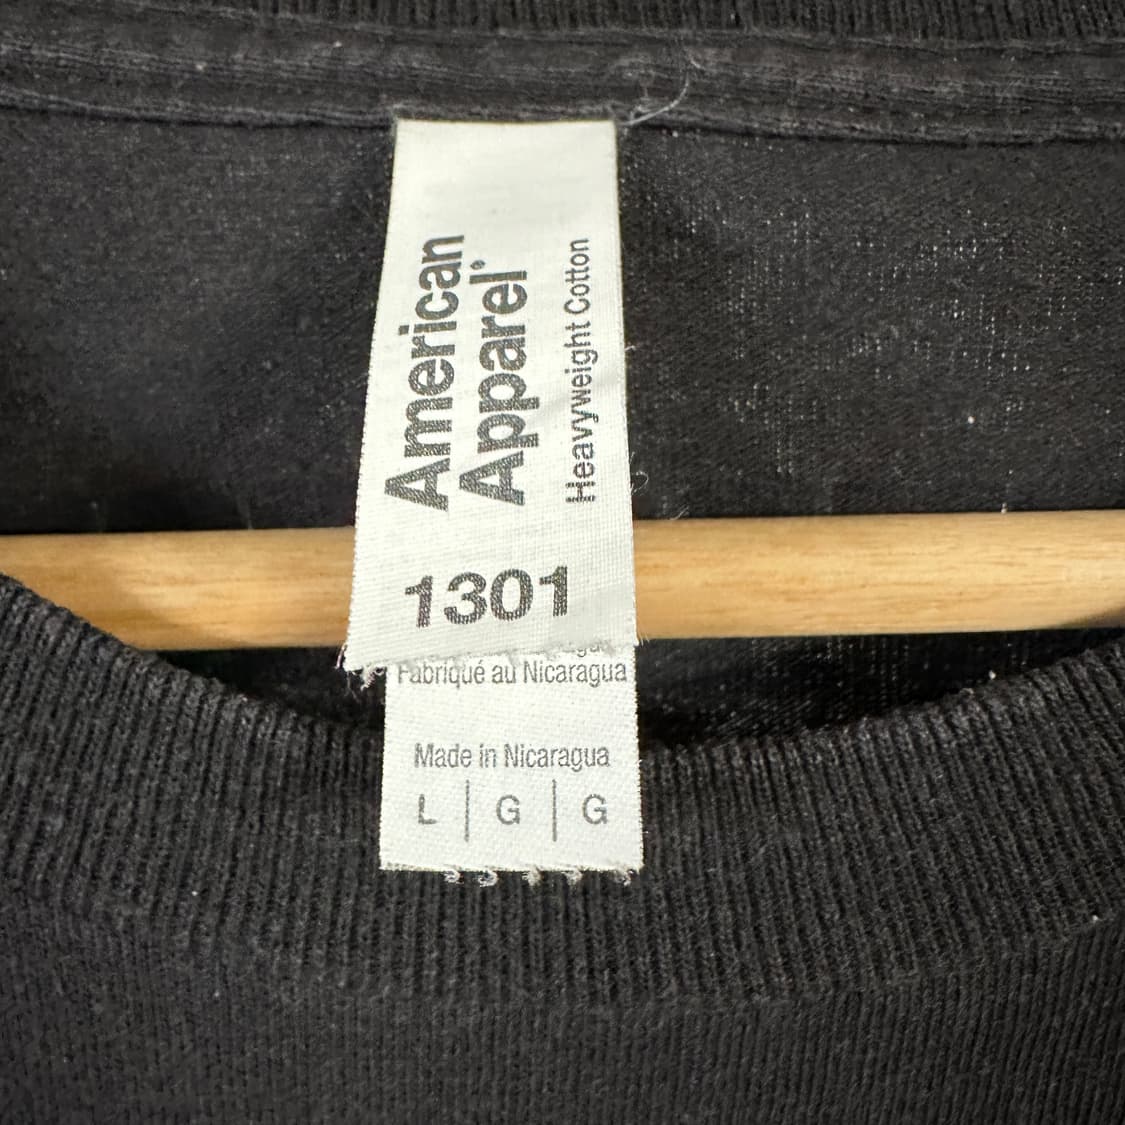 American
Apparel®
Heavyweight Cotton
1301
Fabriqué au Nicaragua
Made in Nicaragua
L | G | G